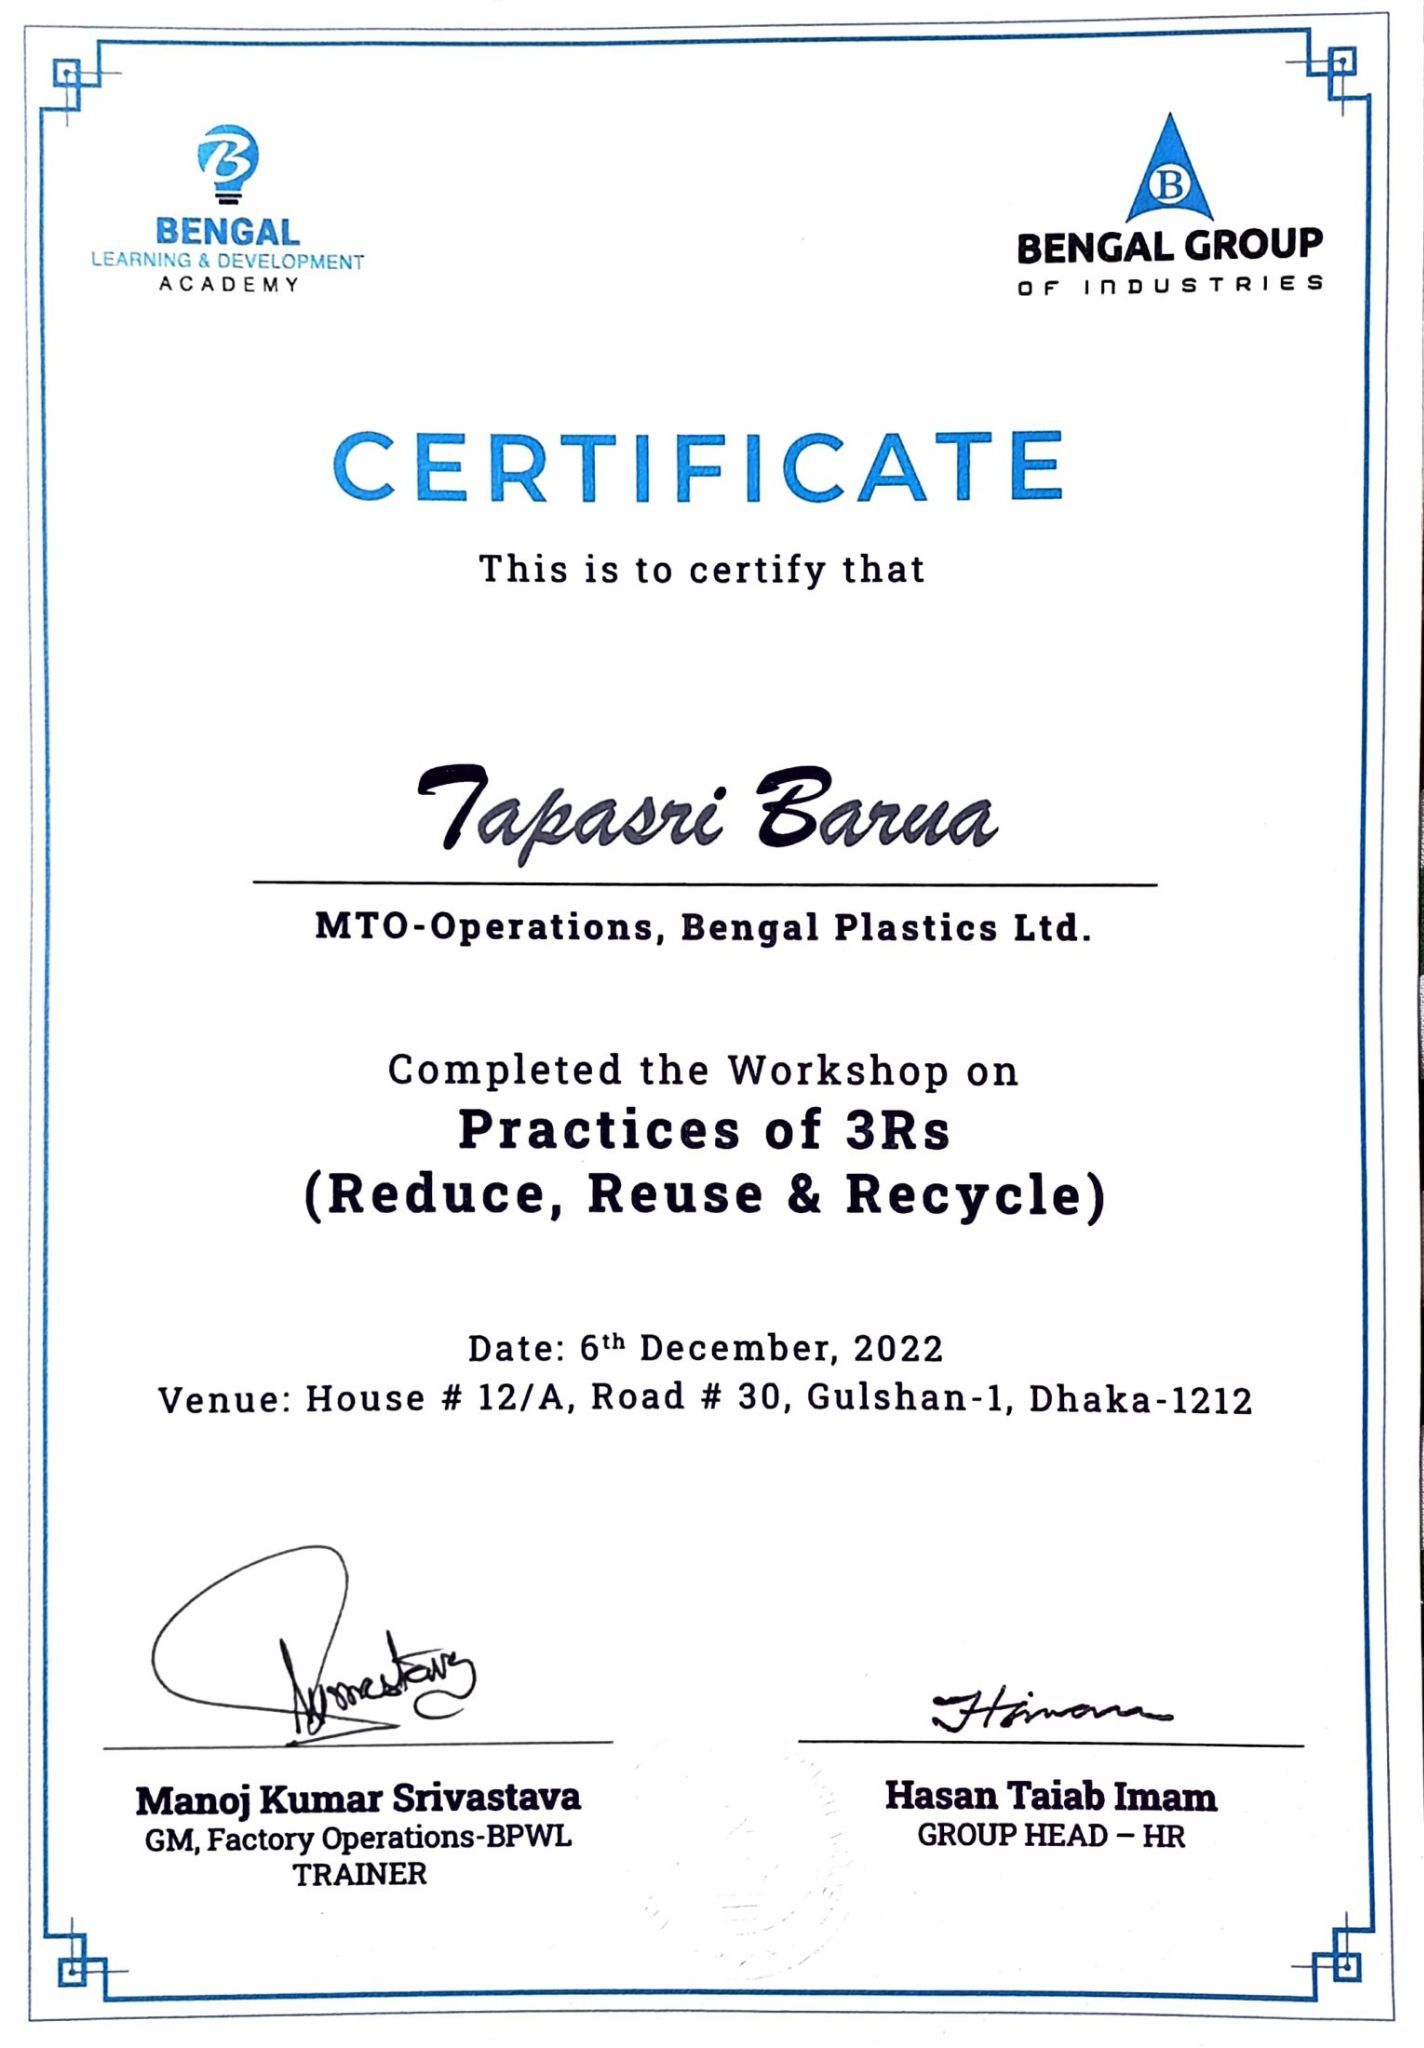 BENGAL
LEARNING & DEVELOPMENT
ACADEMY
B
BENGAL GROUP
OF INDUSTRIES
CERTIFICATE
This is to certify that
Tapasri Barua
MTO-Operations, Bengal Plastics Ltd.
Completed the Workshop on
Practices of 3Rs
(Reduce, Reuse & Recycle)
Date: 6th December, 2022
Venue: House # 12/A, Road # 30, Gulshan-1, Dhaka-1212
Manoj Kumar Srivastava
GM, Factory Operations-BPWL
TRAINER
Hasan Taiab Imam
GROUP HEAD – HR